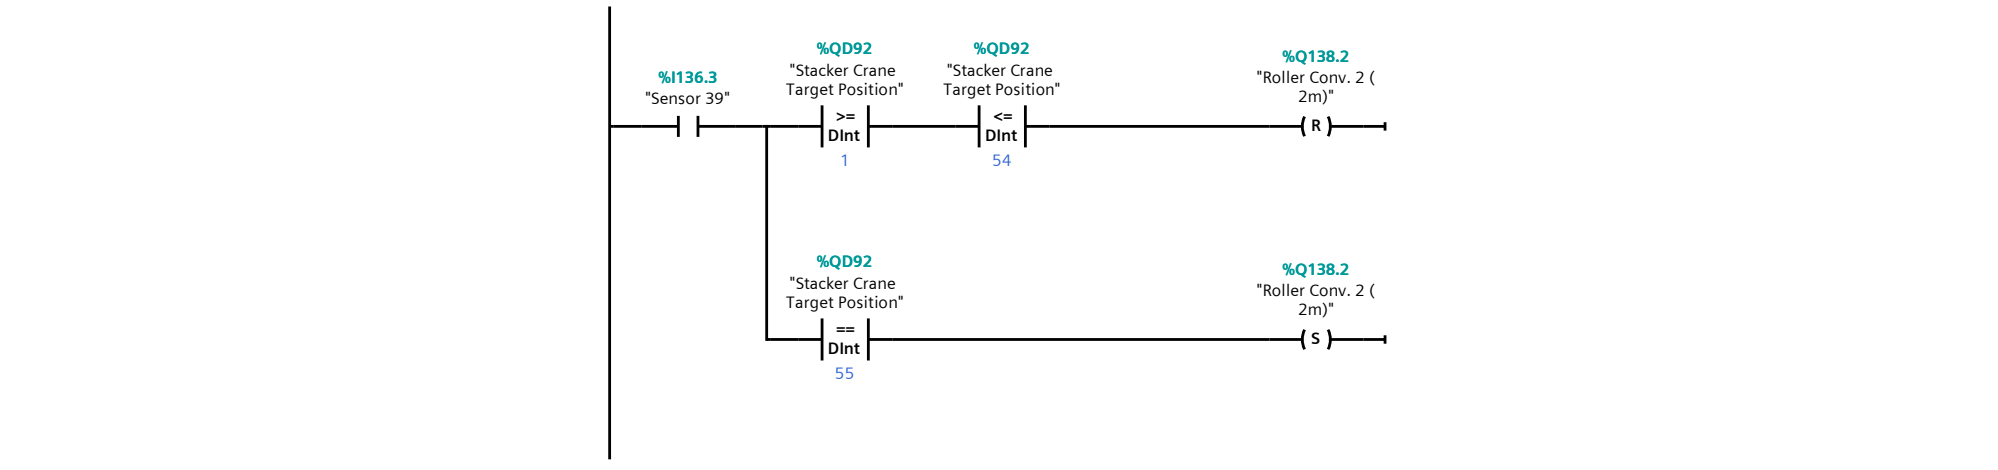 %QD92
%QD92
%Q138.2
"Stacker Crane
Target Position"
"Stacker Crane
Target Position"
"Roller Conv. 2 (
2m)"
%I136.3
"Sensor 39"
>=
DInt
<=
DInt
R
1
54
%QD92
"Stacker Crane
Target Position"
%Q138.2
"Roller Conv. 2 (
2m)"
==
DInt
S
55